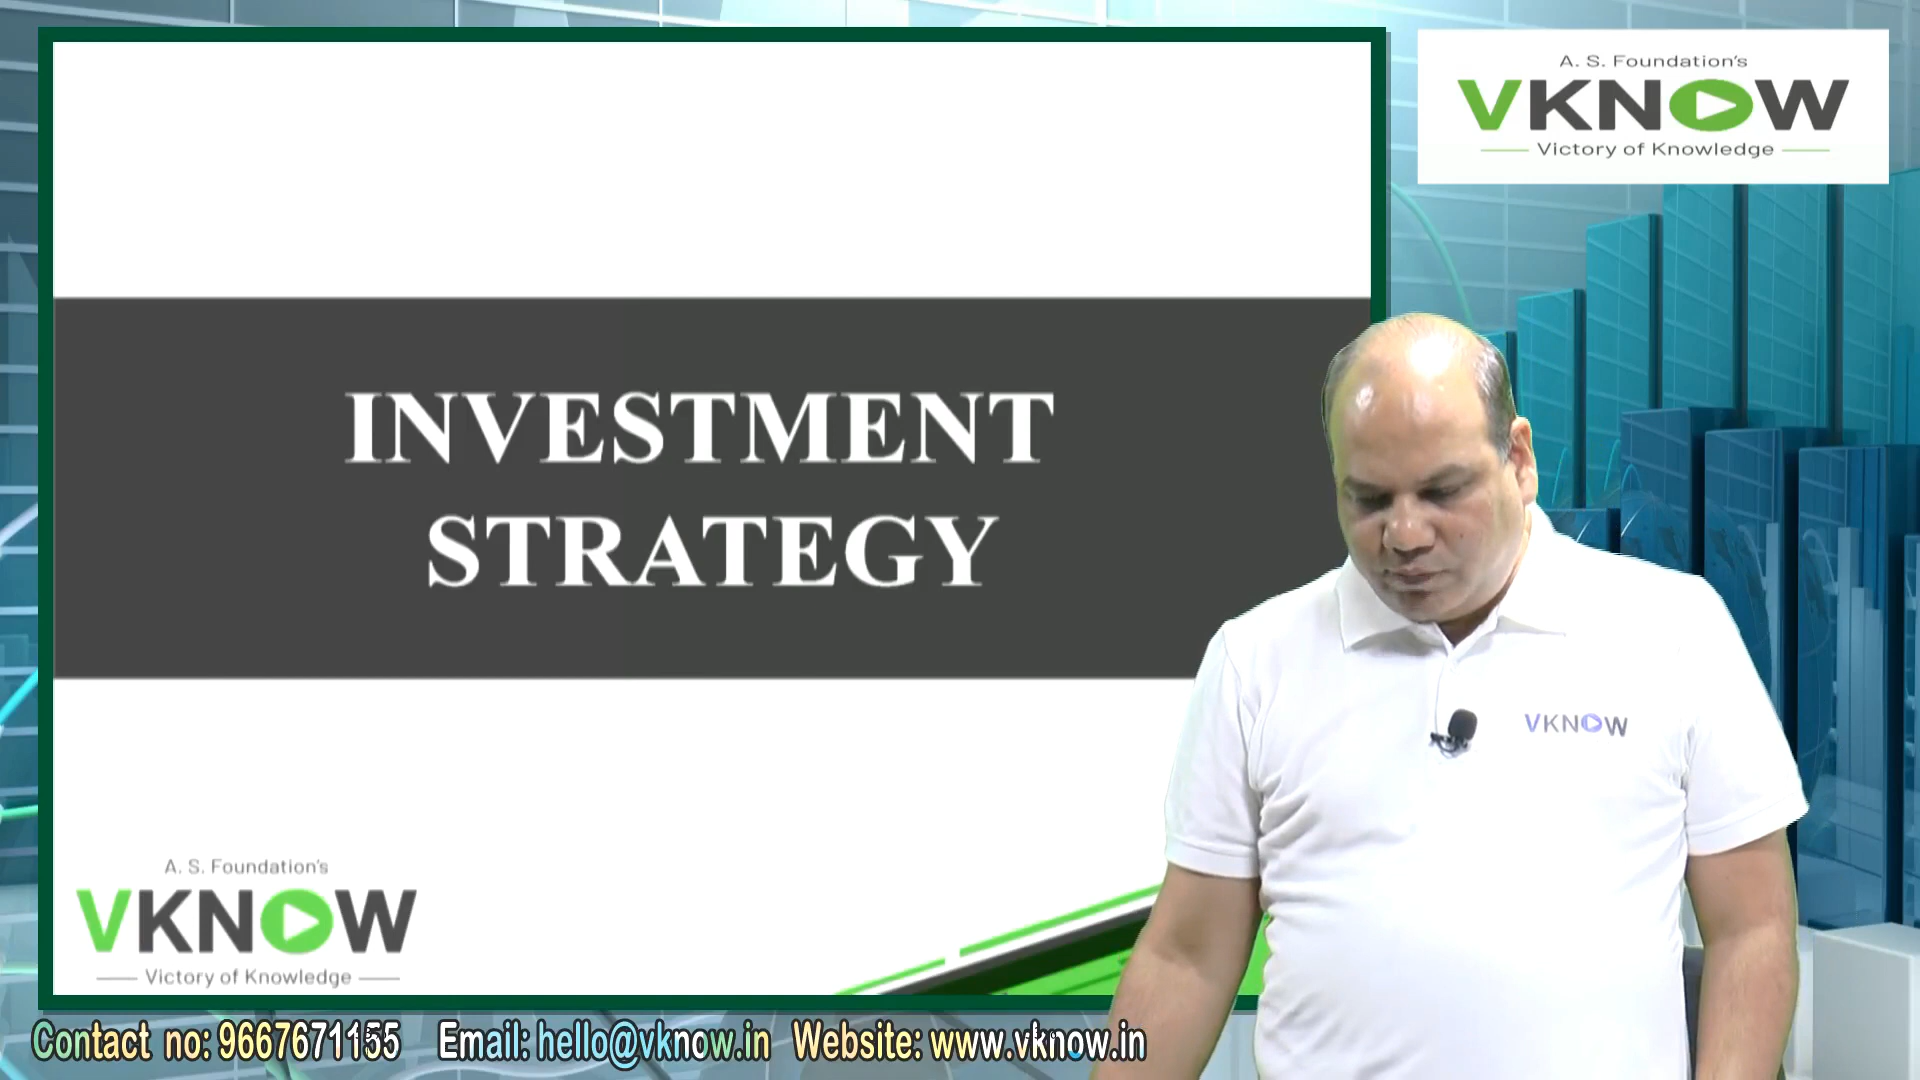 A. S. Foundation's
VKNOW
Victory of Knowledge
INVESTMENT
STRATEGY
VKNOW
A. S. Foundation's
VKNOW
Victory of Knowledge
Contact no: 9667671155 Email: hello@vknow.in Website: www.vknow.in